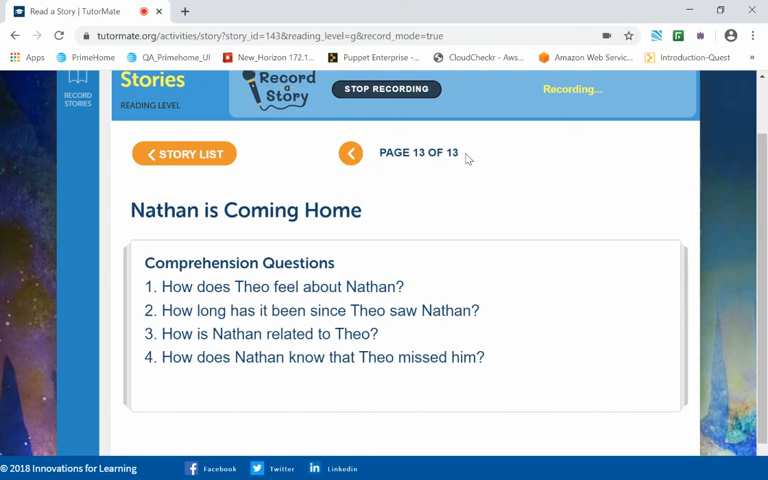 Read a Story | TutorMate
tutormate.org/activities/story?story_id=143&reading_level=g&record_mode=true
Apps PrimeHome QA_Primehome_UI New_Horizon 172.1... Puppet Enterprise -... CloudCheckr - Aws... Amazon Web Servic... Introduction-Quest »
RECORD
STORIES
Stories
READING LEVEL
Record
a
Story
STOP RECORDING
Recording...
STORY LIST
PAGE 13 OF 13
Nathan is Coming Home
Comprehension Questions
1. How does Theo feel about Nathan?
2. How long has it been since Theo saw Nathan?
3. How is Nathan related to Theo?
4. How does Nathan know that Theo missed him?
© 2018 Innovations for Learning
Facebook Twitter Linkedin